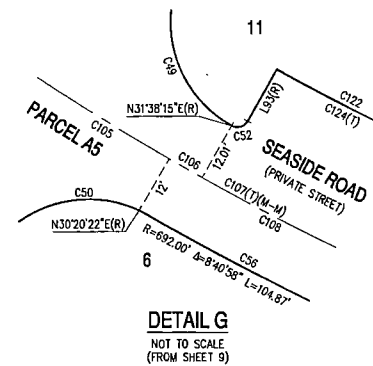 11
C49
N31°38'15"E(R)
L93(R)
C122
C124(T)
C52
PARCEL A5
C105
SEASIDE ROAD
(PRIVATE STREET)
C106
12.01'
C107(T)(M-M)
C108
C50
12'
N30°20'22"E(R)
R=692.00' Δ=8°40'58" L=104.87'
C56
6
DETAIL G
NOT TO SCALE
(FROM SHEET 9)